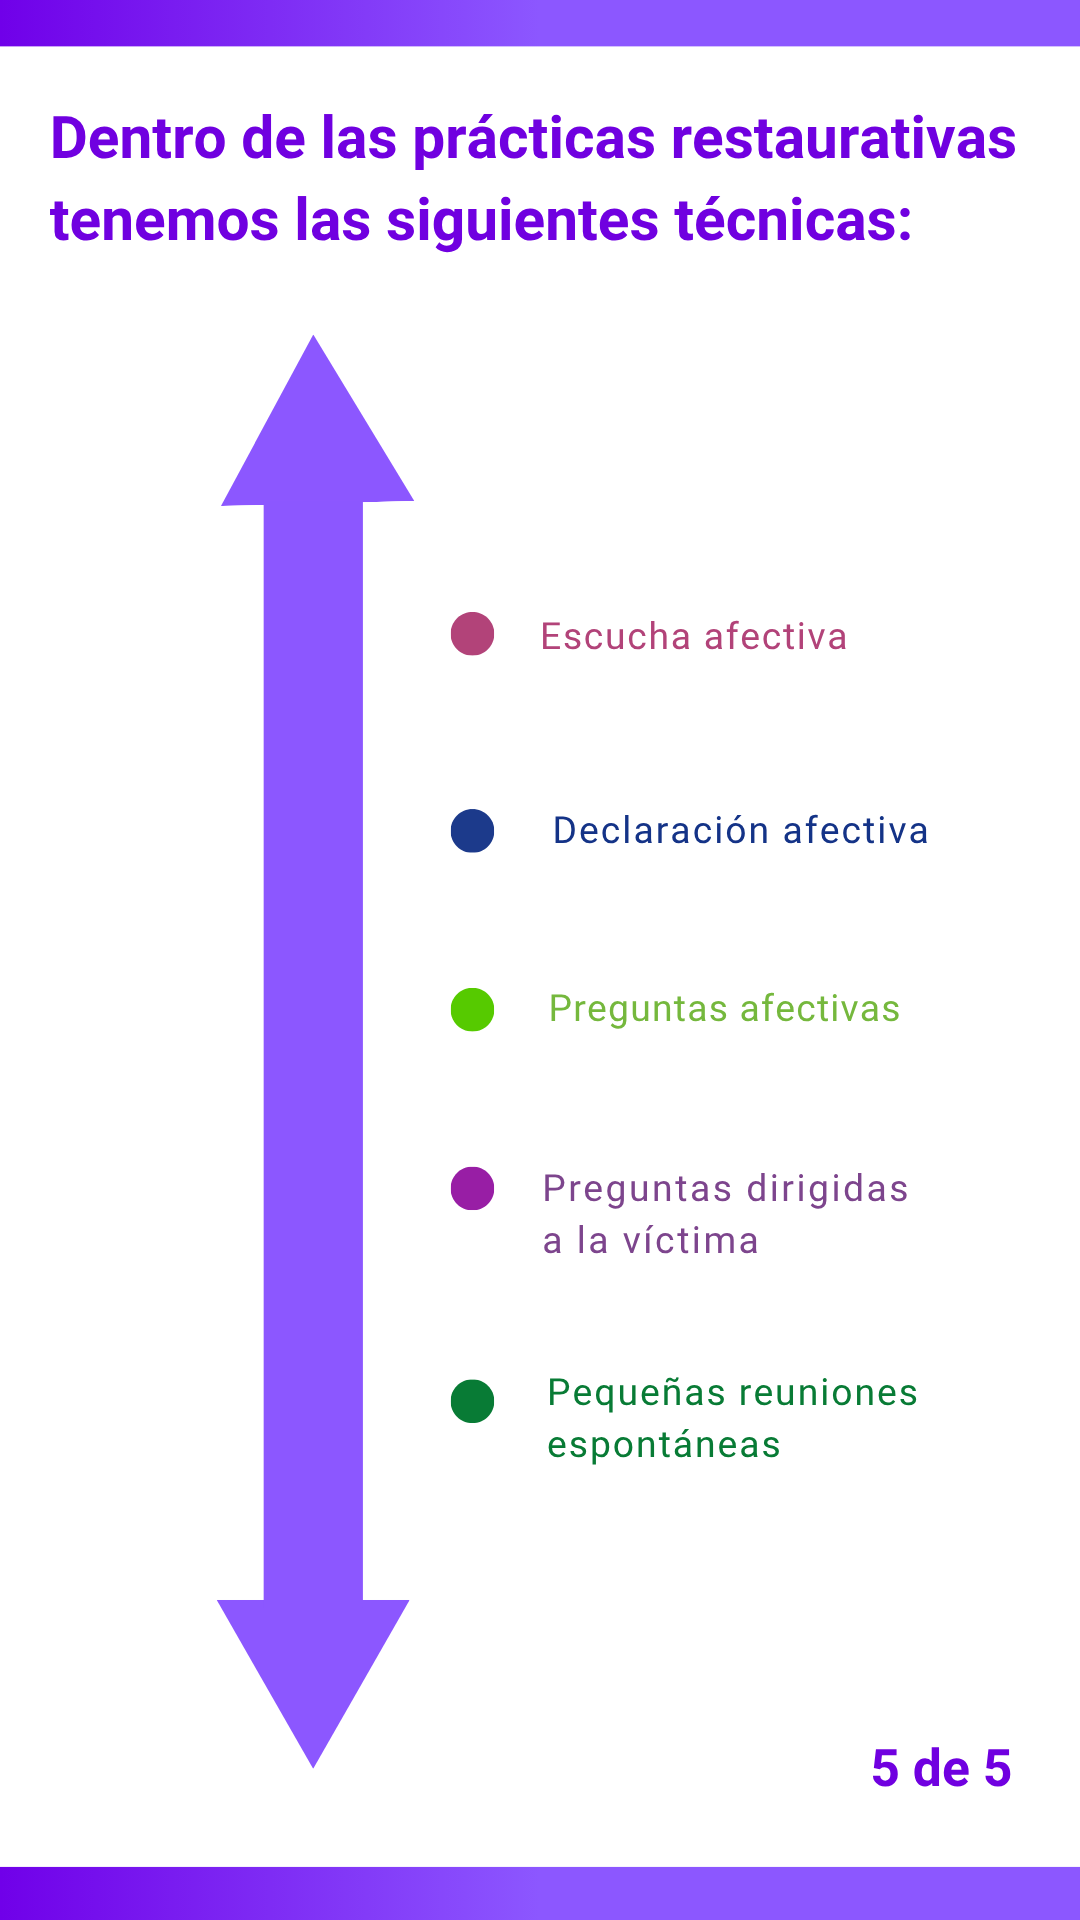 Dentro de las prácticas restaurativas
tenemos las siguientes técnicas:
Escucha afectiva
Declaración afectiva
Preguntas afectivas
Preguntas dirigidas
a la víctima
Pequeñas reuniones
espontáneas
5 de 5